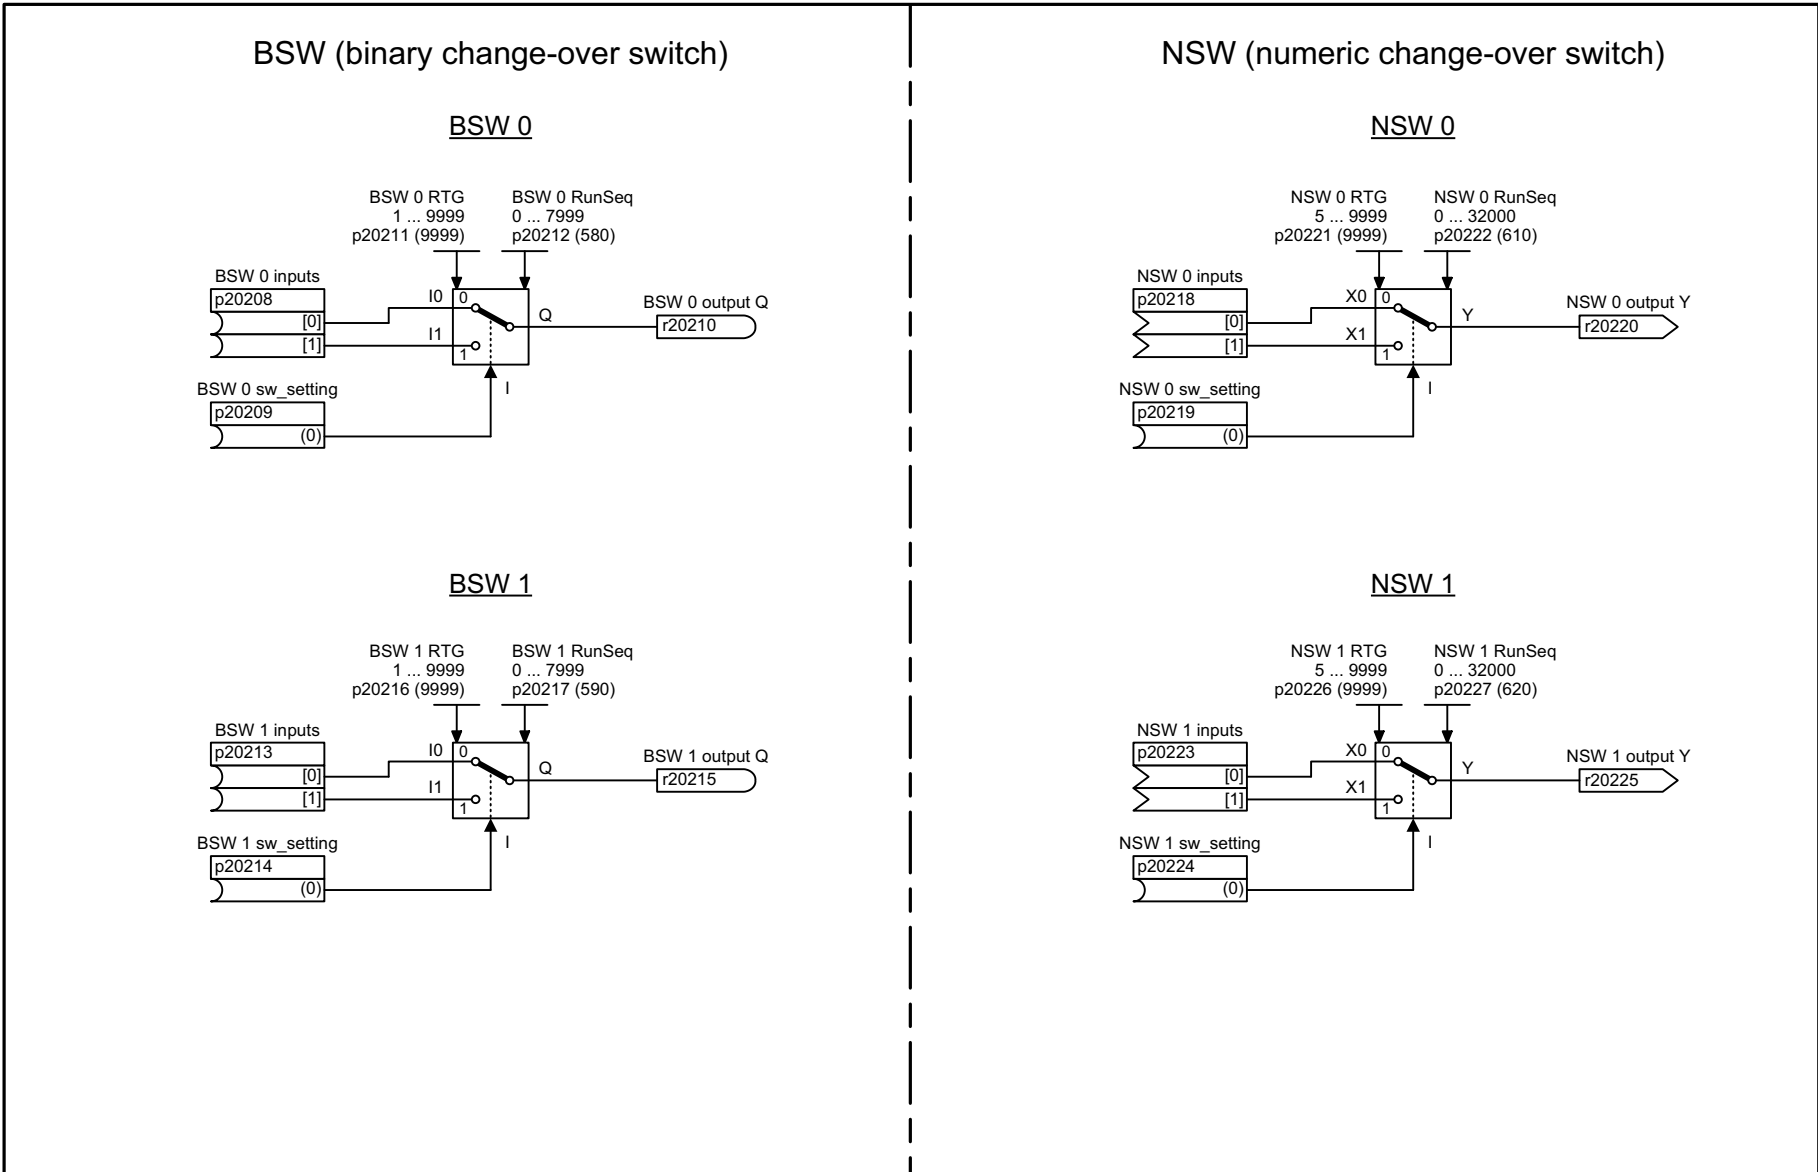 BSW (binary change-over switch)
BSW 0
BSW 0 RTG
1 ... 9999
p20211 (9999)
BSW 0 RunSeq
0 ... 7999
p20212 (580)
BSW 0 inputs
p20208
[0]
[1]
I0
0
I1
1
Q
BSW 0 output Q
r20210
BSW 0 sw_setting
p20209
(0)
I
BSW 1
BSW 1 RTG
1 ... 9999
p20216 (9999)
BSW 1 RunSeq
0 ... 7999
p20217 (590)
BSW 1 inputs
p20213
[0]
[1]
I0
0
I1
1
Q
BSW 1 output Q
r20215
BSW 1 sw_setting
p20214
(0)
I
NSW (numeric change-over switch)
NSW 0
NSW 0 RTG
5 ... 9999
p20221 (9999)
NSW 0 RunSeq
0 ... 32000
p20222 (610)
NSW 0 inputs
p20218
[0]
[1]
X0
0
X1
1
Y
NSW 0 output Y
r20220
NSW 0 sw_setting
p20219
(0)
I
NSW 1
NSW 1 RTG
5 ... 9999
p20226 (9999)
NSW 1 RunSeq
0 ... 32000
p20227 (620)
NSW 1 inputs
p20223
[0]
[1]
X0
0
X1
1
Y
NSW 1 output Y
r20225
NSW 1 sw_setting
p20224
(0)
I